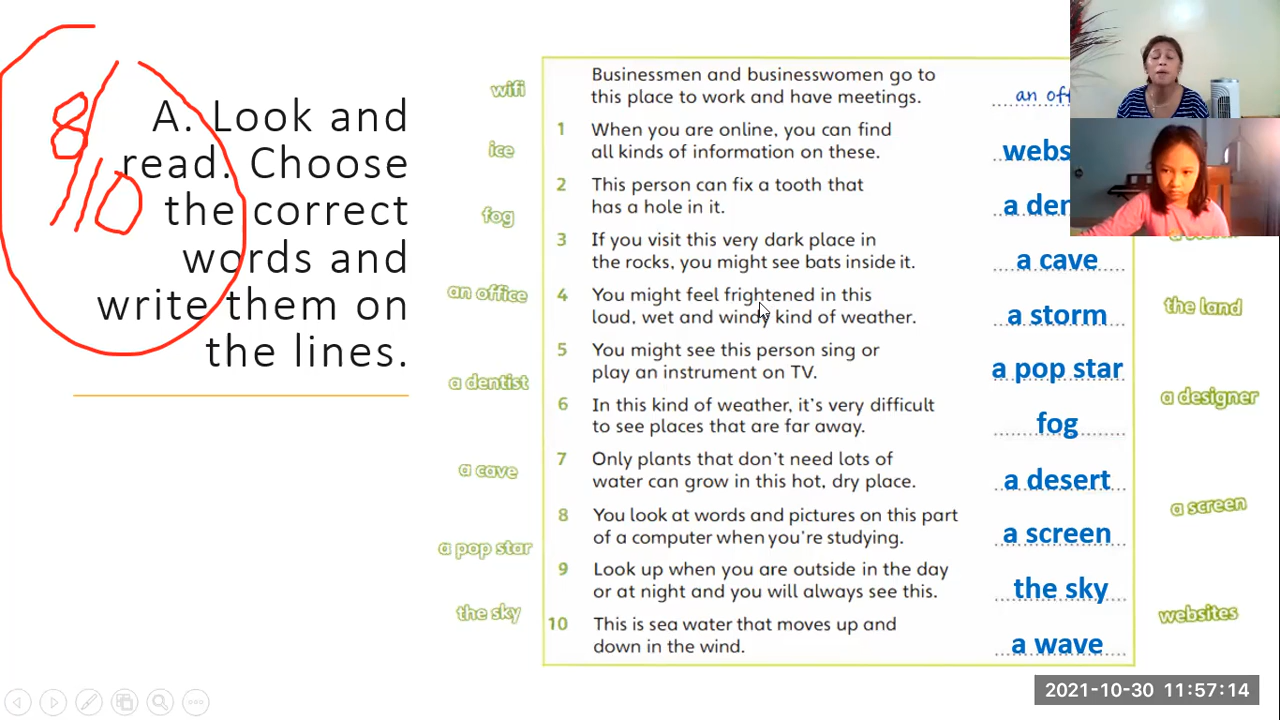 8/10
A. Look and
read. Choose
the correct
words and
write them on
the lines.
wifi
ice
fog
an office
a dentist
a cave
a pop star
the sky
Businessmen and businesswomen go to
this place to work and have meetings.
1 When you are online, you can find
all kinds of information on these.
2 This person can fix a tooth that
has a hole in it.
3 If you visit this very dark place in
the rocks, you might see bats inside it.
a cave
4 You might feel frightened in this
loud, wet and windy kind of weather.
a storm
5 You might see this person sing or
play an instrument on TV.
a pop star
6 In this kind of weather, it's very difficult
to see places that are far away.
fog
7 Only plants that don't need lots of
water can grow in this hot, dry place.
a desert
8 You look at words and pictures on this part
of a computer when you're studying.
a screen
9 Look up when you are outside in the day
or at night and you will always see this.
the sky
10 This is sea water that moves up and
down in the wind.
a wave
the land
a designer
a screen
websites
2021-10-30 11:57:14